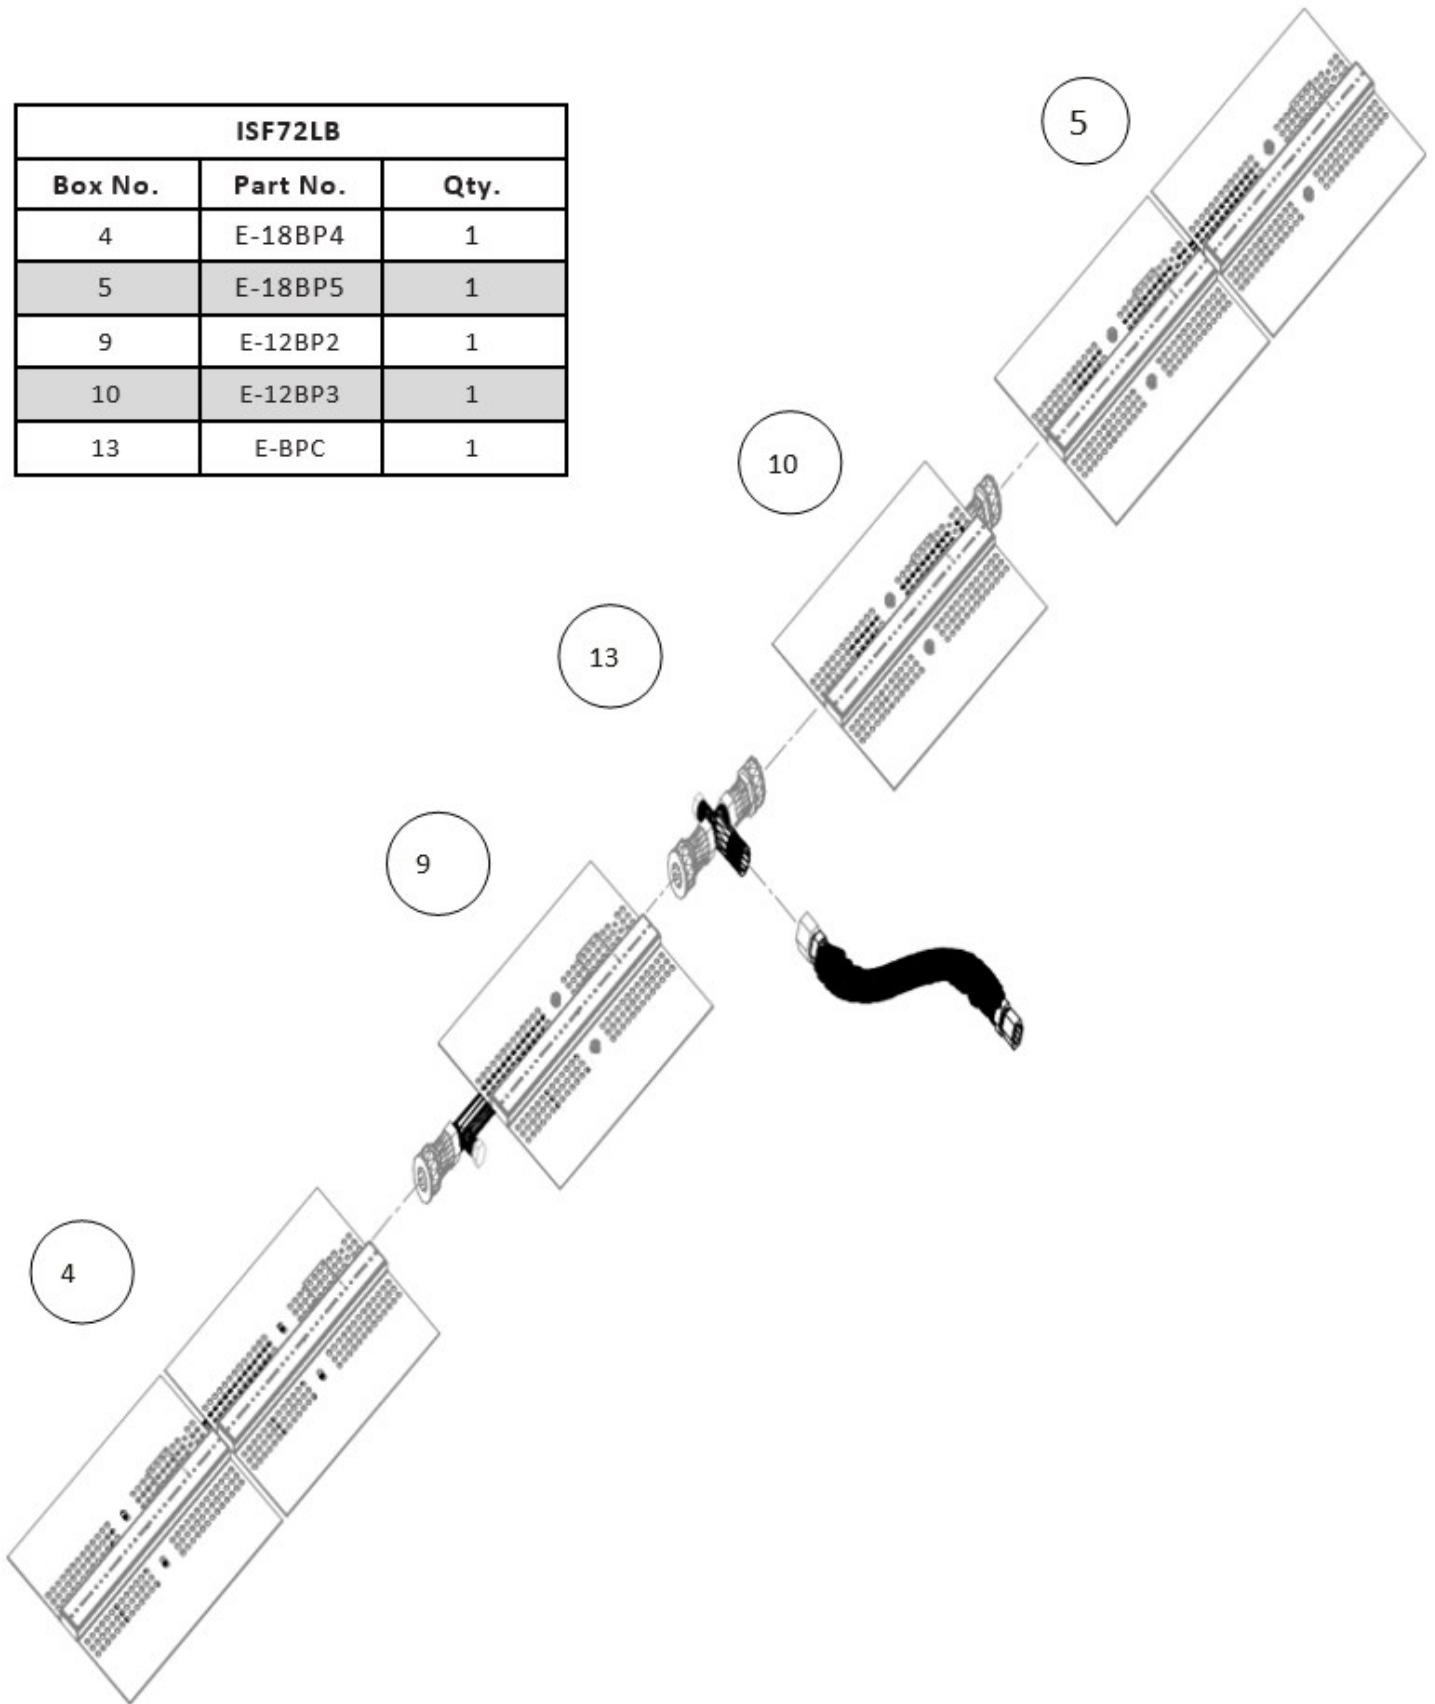 ISF72LB
Box No. Part No. Qty.
4 E-18BP4 1
5 E-18BP5 1
9 E-12BP2 1
10 E-12BP3 1
13 E-BPC 1
5
10
13
9
4